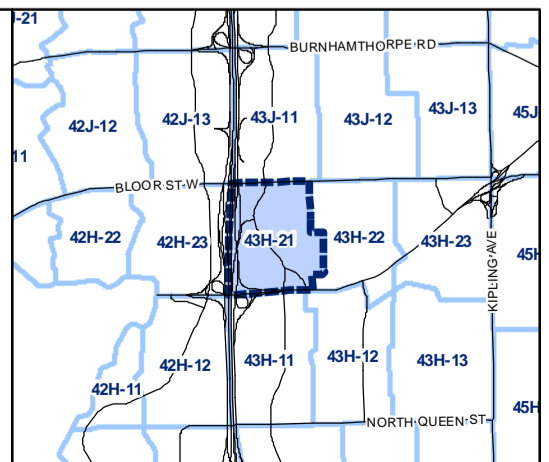 J-21
BURNHAMTHORPE RD
42J-12
42J-13
43J-11
43J-12
43J-13
45J
11
BLOOR ST W
42H-22
42H-23
43H-21
43H-22
43H-23
45H
KIPLING AVE
42H-11
42H-12
43H-11
43H-12
43H-13
45H
NORTH QUEEN ST